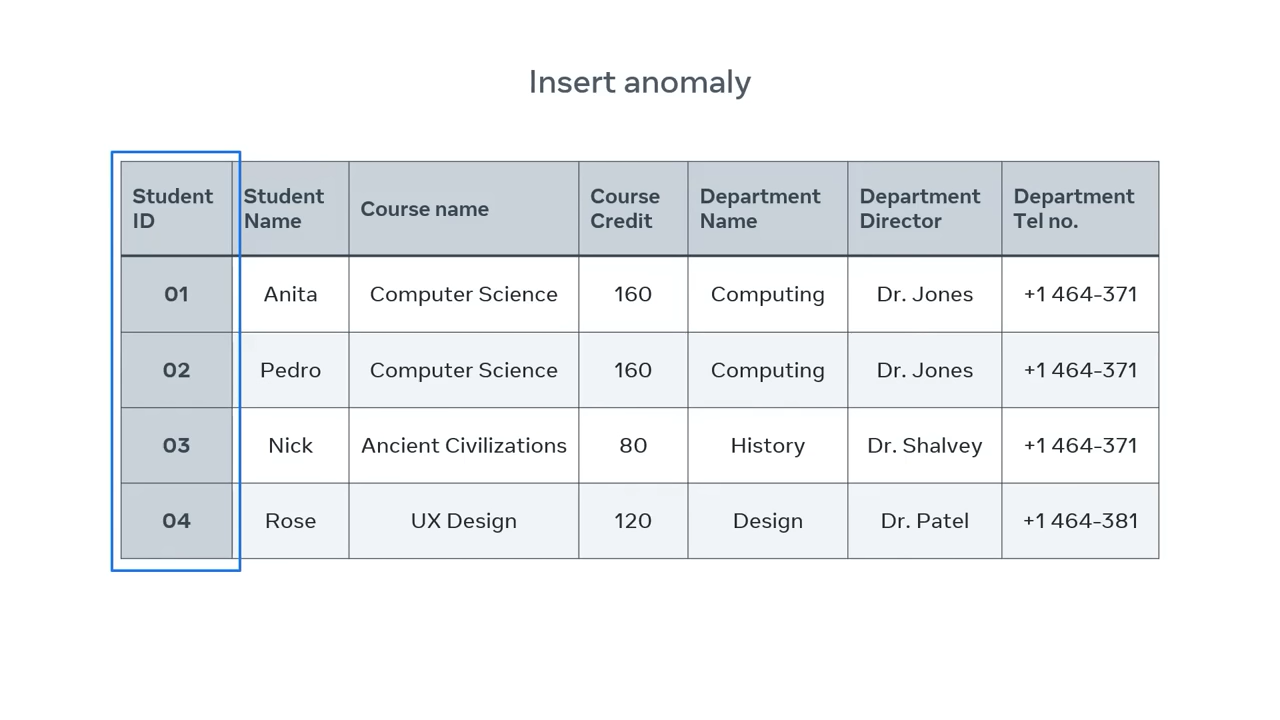 Insert anomaly
Student ID Student Name Course name Course Credit Department Name Department Director Department Tel no.
01 Anita Computer Science 160 Computing Dr. Jones +1 464-371
02 Pedro Computer Science 160 Computing Dr. Jones +1 464-371
03 Nick Ancient Civilizations 80 History Dr. Shalvey +1 464-371
04 Rose UX Design 120 Design Dr. Patel +1 464-381